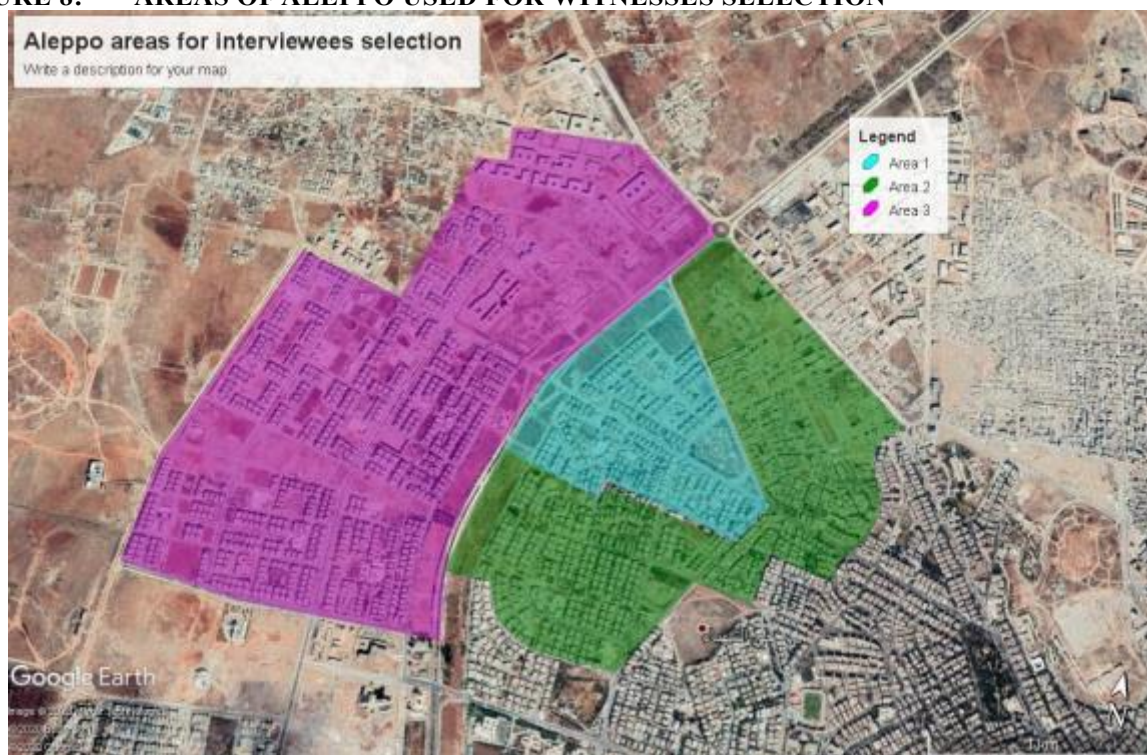 AREAS OF ALEPPO USED FOR WITNESSES SELECTION
Aleppo areas for interviewees selection
Write a description for your map
Legend
Area 1
Area 2
Area 3
Google Earth
N